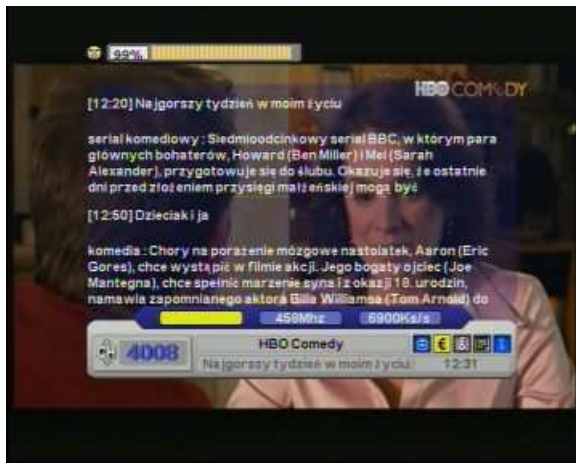 99%
HBO COMEDY
[12:20] Najgorszy tydzień w moim życiu
serial komediowy : Siedmioodcinkowy serial BBC, w którym para
głównych bohaterów, Howard (Ben Miller) i Mel (Sarah
Alexander), przygotowuje się do ślubu. Okazuje się, że ostatnie
dni przed złożeniem przysięgi małżeńskiej mogą być
[12:50] Dzieciak i ja
komedia : Chory na porażenie mózgowe nastolatek, Aaron (Eric
Gores), chce wystąpić w filmie akcji. Jego bogaty ojciec (Joe
Mantegna), chce spełnić marzenie syna i z okazji 18. urodzin,
namawia zapomnianego aktora Billa Williamsa (Tom Arnold) do
458Mhz 6900Ks/s
4008
HBO Comedy
Najgorszy tydzień w moim życiu.
12:31